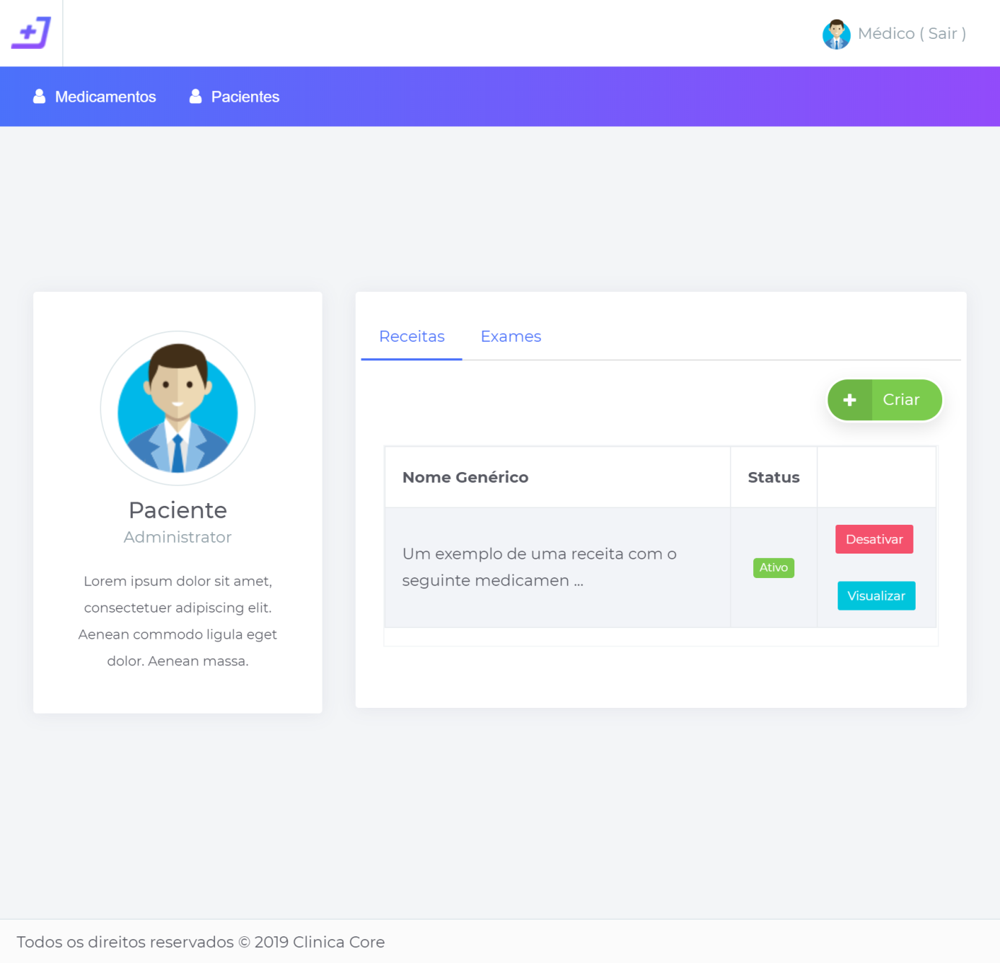 Médico ( Sair )
Medicamentos
Pacientes
Paciente
Administrator
Lorem ipsum dolor sit amet,
consectetuer adipiscing elit.
Aenean commodo ligula eget
dolor. Aenean massa.
Receitas
Exames
Criar
Nome Genérico
Status
Um exemplo de uma receita com o
seguinte medicamen ...
Ativo
Desativar
Visualizar
Todos os direitos reservados © 2019 Clinica Core